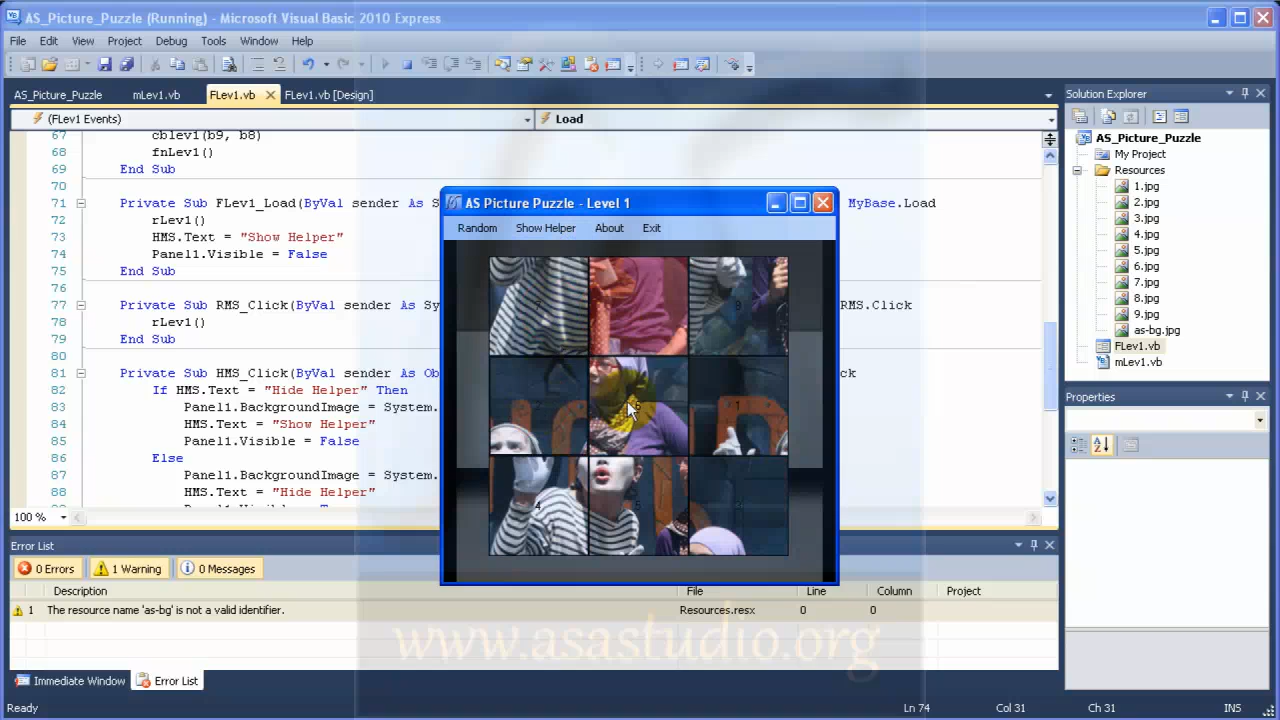 AS_Picture_Puzzle (Running) - Microsoft Visual Basic 2010 Express
File Edit View Project Debug Tools Window Help
AS_Picture_Puzzle mLev1.vb FLev1.vb FLev1.vb [Design]
(FLev1 Events) Load
67 cblev1(b9, b8)
68 fnLev1()
69 End Sub
70
71 Private Sub FLev1_Load(ByVal sender As S MyBase.Load
72 rLev1()
73 HMS.Text = "Show Helper"
74 Panel1.Visible = False
75 End Sub
76
77 Private Sub RMS_Click(ByVal sender As Sy RMS.Click
78 rLev1()
79 End Sub
80
81 Private Sub HMS_Click(ByVal sender As Ob ck
82 If HMS.Text = "Hide Helper" Then
83 Panel1.BackgroundImage = System.
84 HMS.Text = "Show Helper"
85 Panel1.Visible = False
86 Else
87 Panel1.BackgroundImage = System.
88 HMS.Text = "Hide Helper"
100 %
AS Picture Puzzle - Level 1
Random Show Helper About Exit
7
2 6 1
4 5
Solution Explorer
AS_Picture_Puzzle
My Project
Resources
1.jpg
2.jpg
3.jpg
4.jpg
5.jpg
6.jpg
7.jpg
8.jpg
9.jpg
as-bg.jpg
FLev1.vb
mLev1.vb
Properties
Error List
0 Errors 1 Warning 0 Messages
Description File Line Column Project
1 The resource name 'as-bg' is not a valid identifier. Resources.resx 0 0
www.asastudio.org
Immediate Window Error List
Ready Ln 74 Col 31 Ch 31 INS